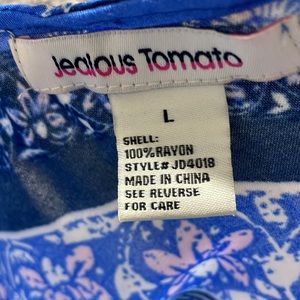 Jealous Tomato
L
SHELL:
100%RAYON
STYLE# JD4018
MADE IN CHINA
SEE REVERSE
FOR CARE